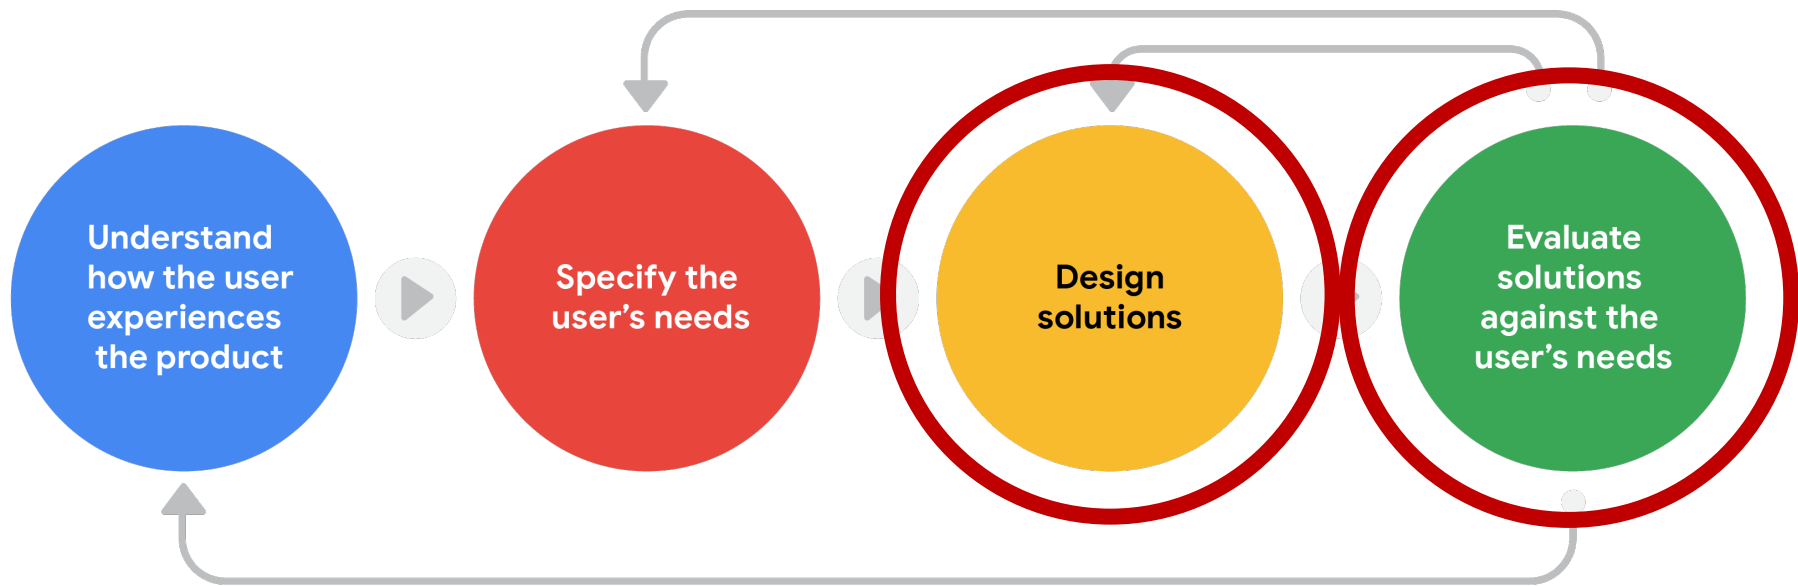 Understand
how the user
experiences
the product
Specify the
user's needs
Design
solutions
Evaluate
solutions
against the
user's needs